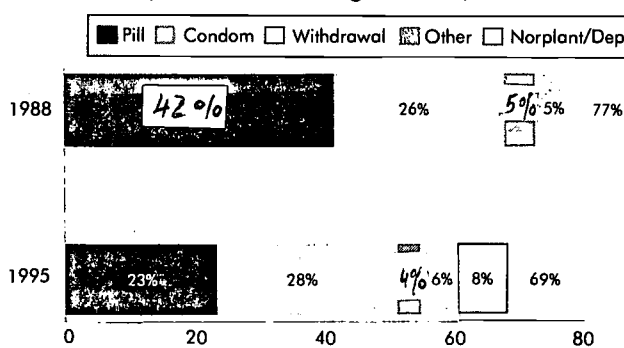 Pill Condom Withdrawal Other Norplant/Dep
1988 42% 26% 5% 5% 77%
1995 23% 28% 4% 6% 8% 69%
0 20 40 60 80